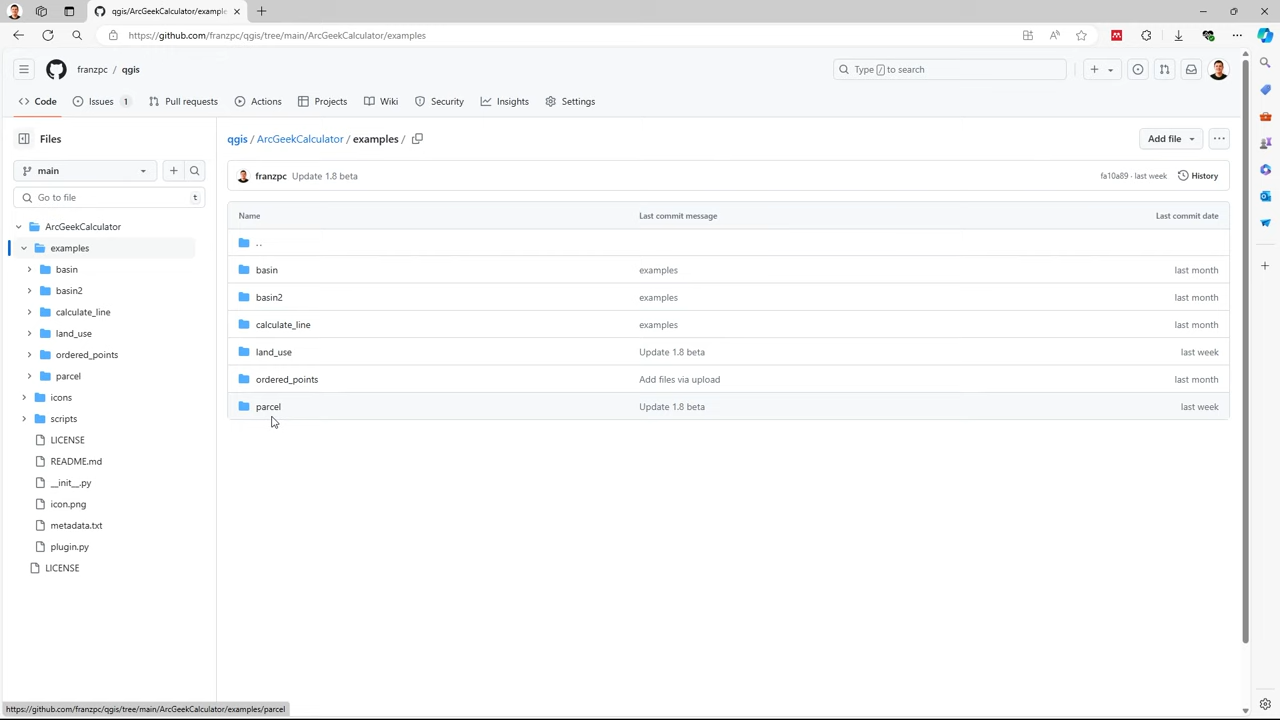 qgis/ArcGeekCalculator/example
https://github.com/franzpc/qgis/tree/main/ArcGeekCalculator/examples
franzpc / qgis
Type / to search
Code
Issues 1
Pull requests
Actions
Projects
Wiki
Security
Insights
Settings
Files
main
Go to file
t
ArcGeekCalculator
examples
basin
basin2
calculate_line
land_use
ordered_points
parcel
icons
scripts
LICENSE
README.md
__init__.py
icon.png
metadata.txt
plugin.py
LICENSE
qgis / ArcGeekCalculator / examples /
Add file
franzpc Update 1.8 beta
fa10a89 · last week
History
Name Last commit message Last commit date
..
basin examples last month
basin2 examples last month
calculate_line examples last month
land_use Update 1.8 beta last week
ordered_points Add files via upload last month
parcel Update 1.8 beta last week
https://github.com/franzpc/qgis/tree/main/ArcGeekCalculator/examples/parcel